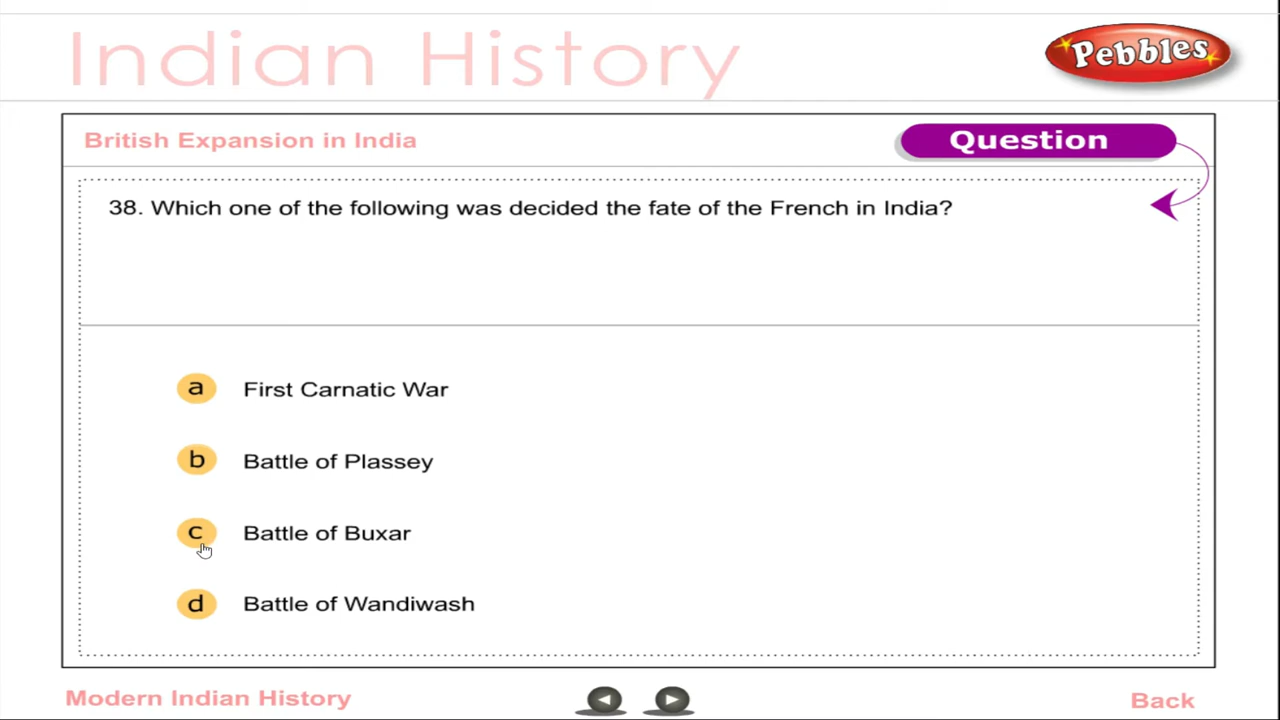 Indian History
Pebbles
British Expansion in India
Question
38. Which one of the following was decided the fate of the French in India?
a First Carnatic War
b Battle of Plassey
c Battle of Buxar
d Battle of Wandiwash
Modern Indian History
Back